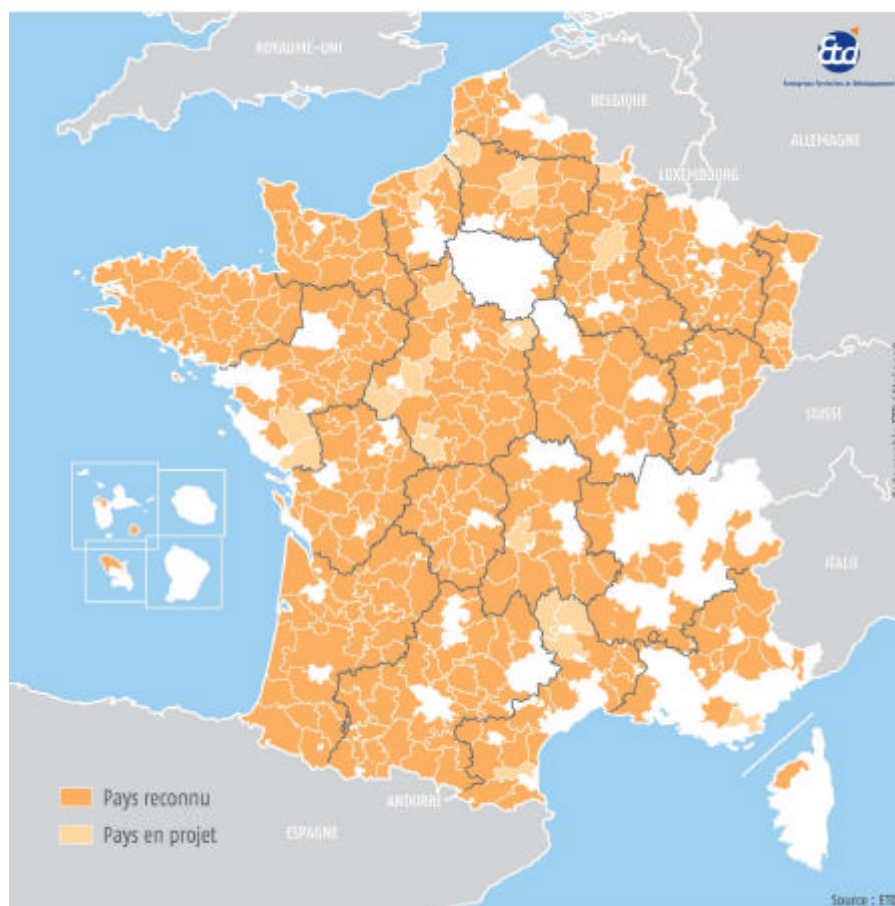 ROYAUME-UNI
Etd
BELGIQUE
ALLEMAGNE
LUXEMBOURG
SUISSE
ITALIE
Pays reconnu
Pays en projet
ANDORRE
ESPAGNE
Source : ETD